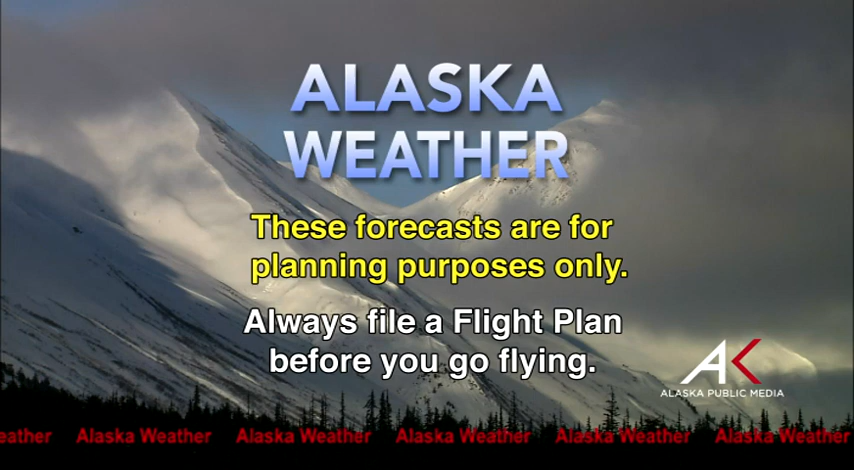 ALASKA
WEATHER
These forecasts are for
planning purposes only.
Always file a Flight Plan
before you go flying.
AK
ALASKA PUBLIC MEDIA
eather Alaska Weather Alaska Weather Alaska Weather Alaska Weather Alaska Weather